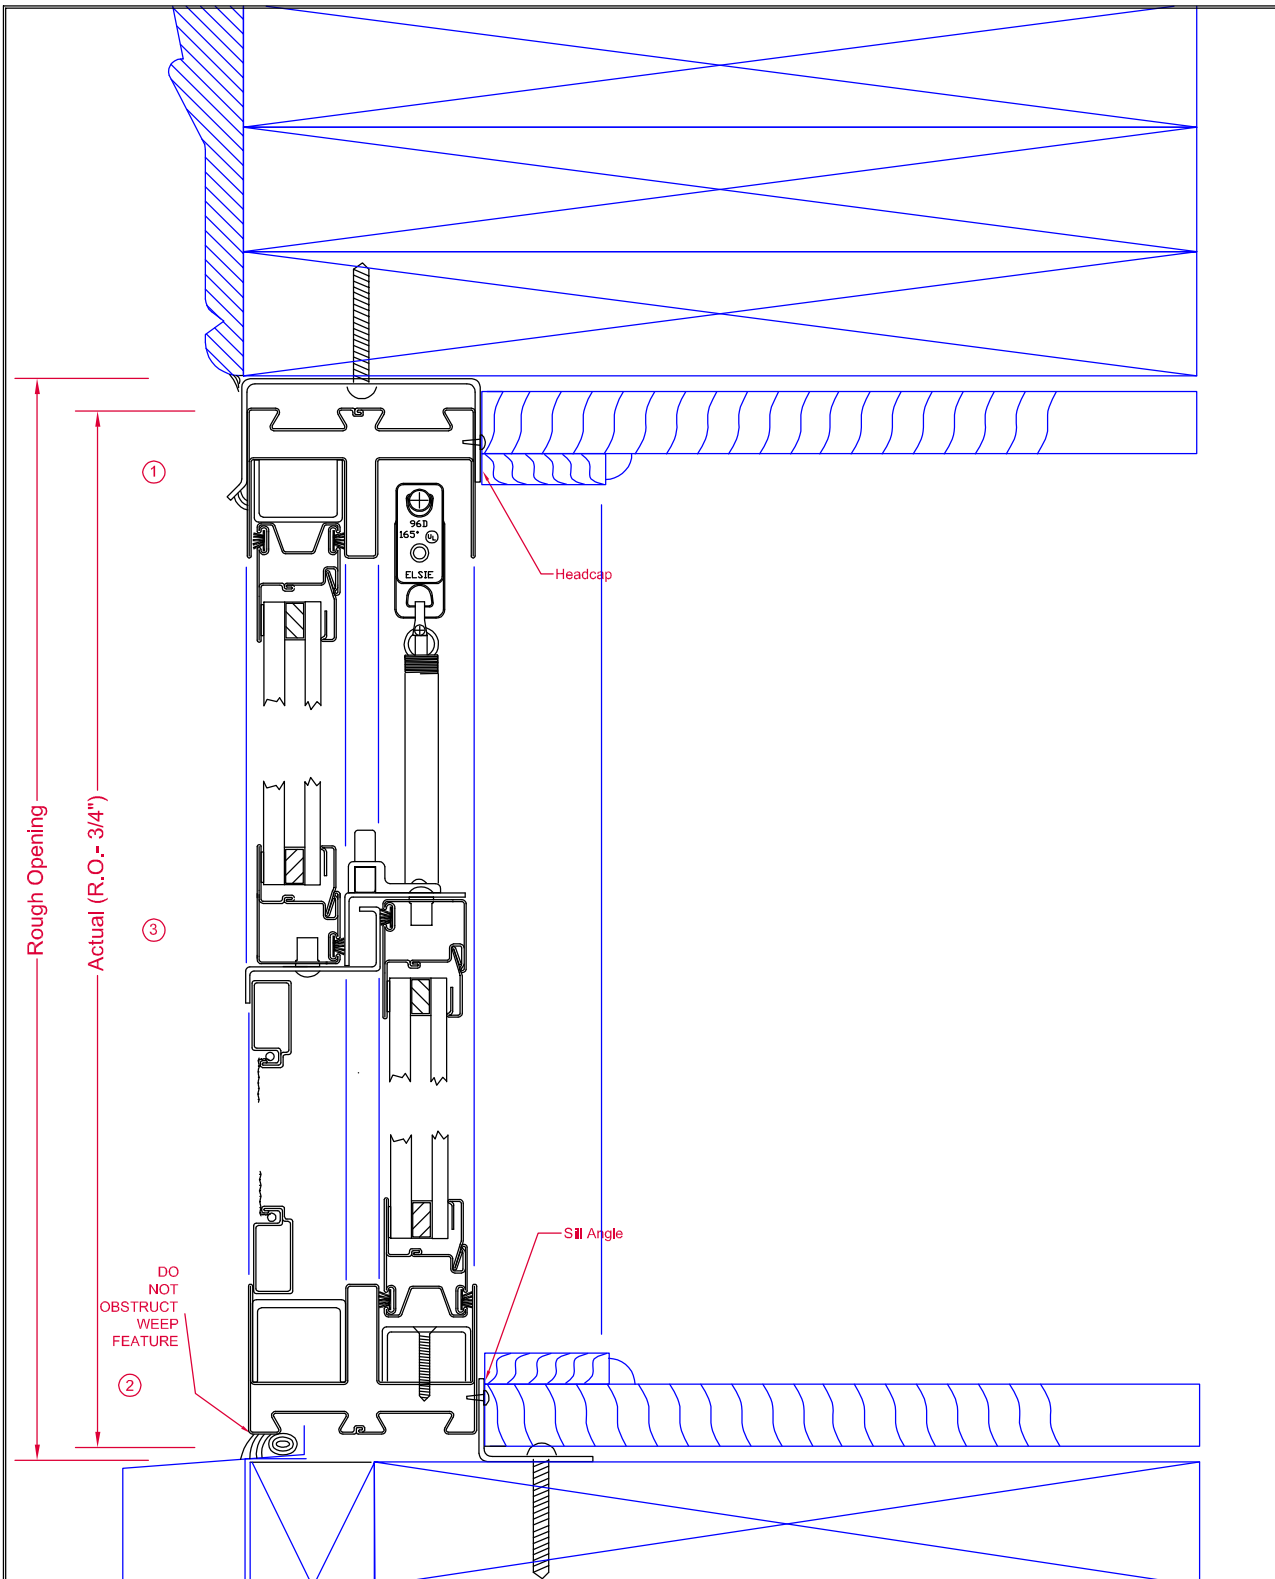 1
96D
165° UL
ELSIE
Headcap
Rough Opening
Actual (R.O.- 3/4")
3
Sill Angle
DO
NOT
OBSTRUCT
WEEP
FEATURE
2